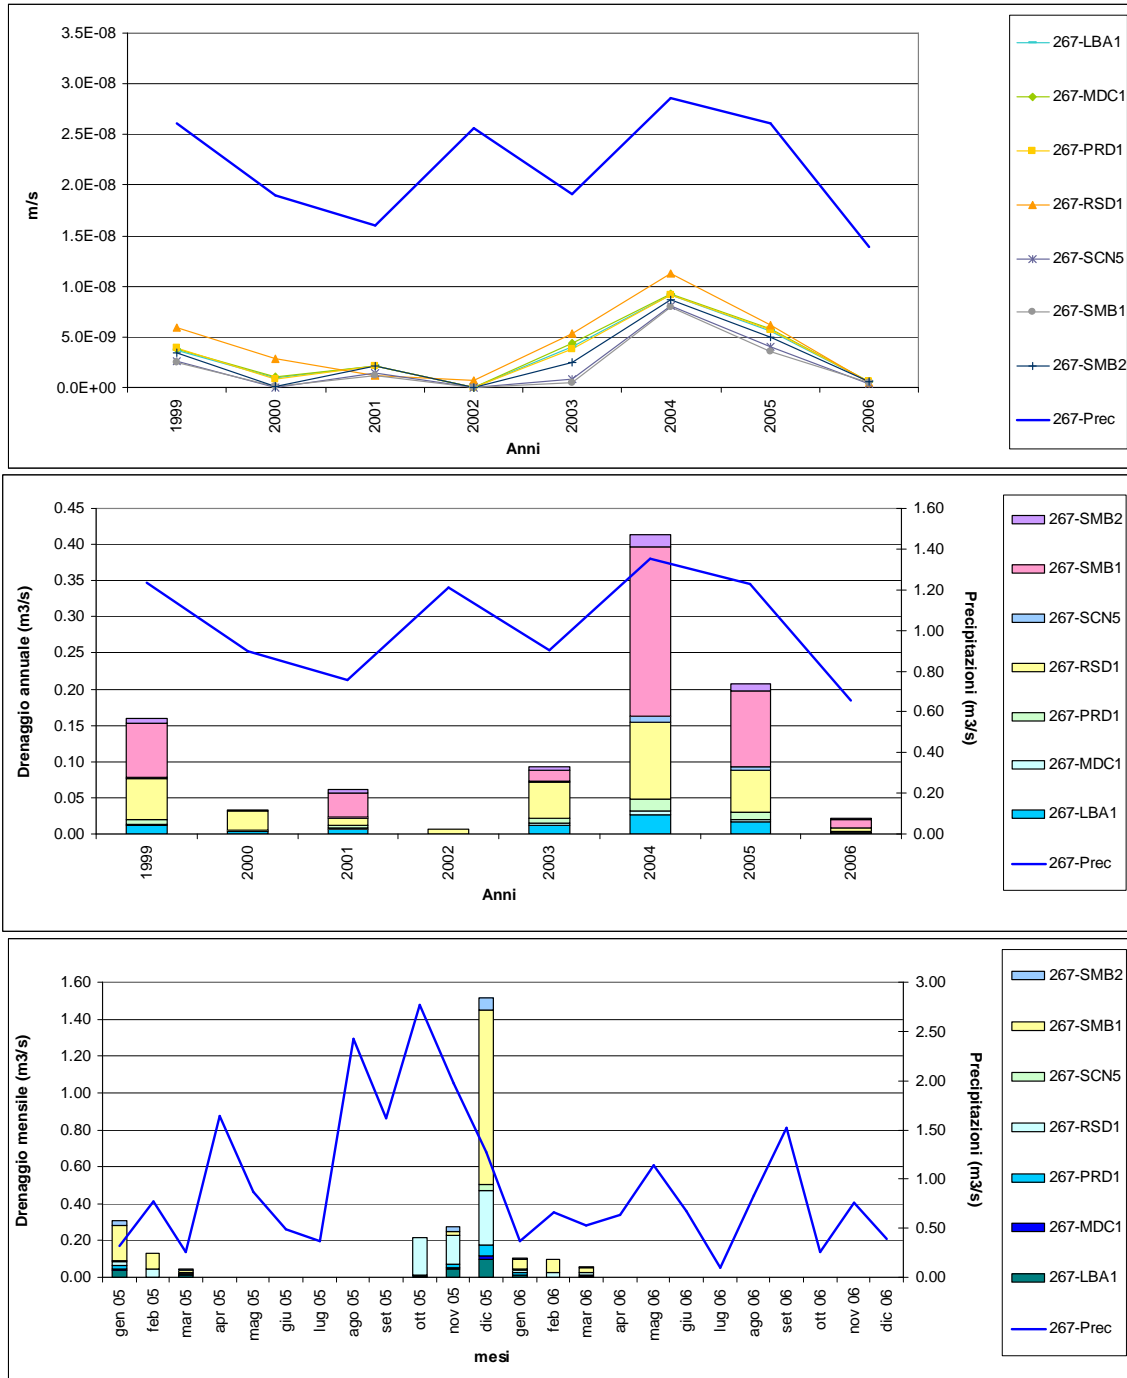 3.5E-08
3.0E-08
2.5E-08
2.0E-08
1.5E-08
1.0E-08
5.0E-09
0.0E+00
m/s
1999
2000
2001
2002
2003
2004
2005
2006
Anni
267-LBA1
267-MDC1
267-PRD1
267-RSD1
267-SCN5
267-SMB1
267-SMB2
267-Prec
0.45
0.40
0.35
0.30
0.25
0.20
0.15
0.10
0.05
0.00
Drenaggio annuale (m3/s)
1.60
1.40
1.20
1.00
0.80
0.60
0.40
0.20
0.00
Precipitazioni (m3/s)
1999
2000
2001
2002
2003
2004
2005
2006
Anni
267-SMB2
267-SMB1
267-SCN5
267-RSD1
267-PRD1
267-MDC1
267-LBA1
267-Prec
1.60
1.40
1.20
1.00
0.80
0.60
0.40
0.20
0.00
Drenaggio mensile (m3/s)
3.00
2.50
2.00
1.50
1.00
0.50
0.00
Precipitazioni (m3/s)
gen 05
feb 05
mar 05
apr 05
mag 05
giu 05
lug 05
ago 05
set 05
ott 05
nov 05
dic 05
gen 06
feb 06
mar 06
apr 06
mag 06
giu 06
lug 06
ago 06
set 06
ott 06
nov 06
dic 06
mesi
267-SMB2
267-SMB1
267-SCN5
267-RSD1
267-PRD1
267-MDC1
267-LBA1
267-Prec